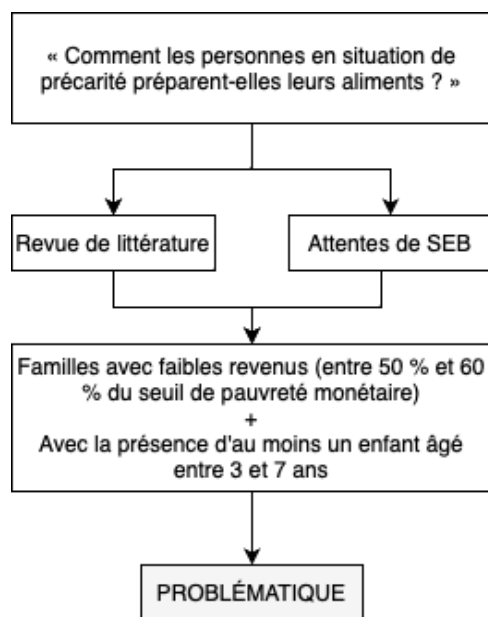 « Comment les personnes en situation de
précarité préparent-elles leurs aliments ? »
Revue de littérature
Attentes de SEB
Familles avec faibles revenus (entre 50 % et 60
% du seuil de pauvreté monétaire)
+
Avec la présence d'au moins un enfant âgé
entre 3 et 7 ans
PROBLÉMATIQUE